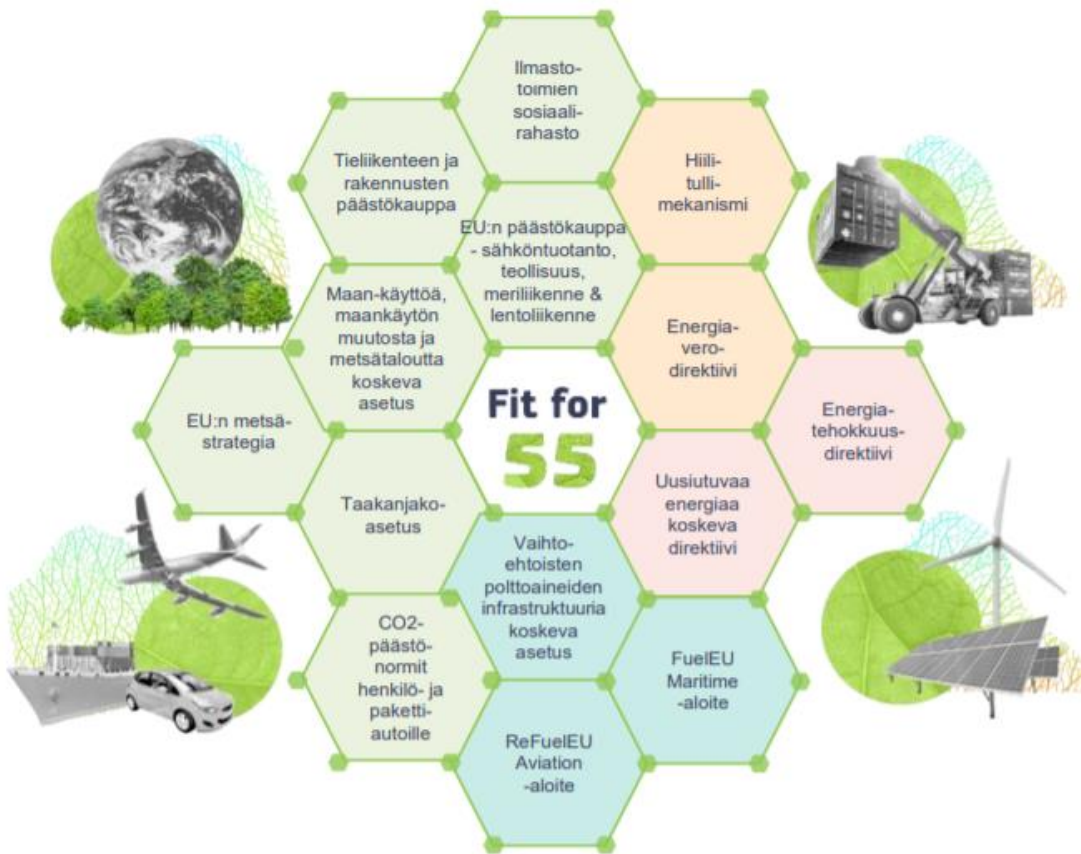 Ilmasto-
toimien
sosiaali-
rahasto
Tieliikenteen ja
rakennusten
päästökauppa
Hiili-
tulli-
mekanismi
EU:n päästökauppa
- sähköntuotanto,
teollisuus,
meriliikenne &
lentoliikenne
Maan-käyttöä,
maankäytön
muutosta ja
metsätaloutta
koskeva
asetus
Energia-
vero-
direktiivi
EU:n metsä-
strategia
Fit for
55
Energia-
tehokkuus-
direktiivi
Taakanjako-
asetus
Uusiutuvaa
energiaa
koskeva
direktiivi
Vaihto-
ehtoisten
polttoaineiden
infrastruktuuria
koskeva
asetus
CO2-
päästö-
normit
henkilö- ja
paketti-
autoille
FuelEU
Maritime
-aloite
ReFuelEU
Aviation
-aloite